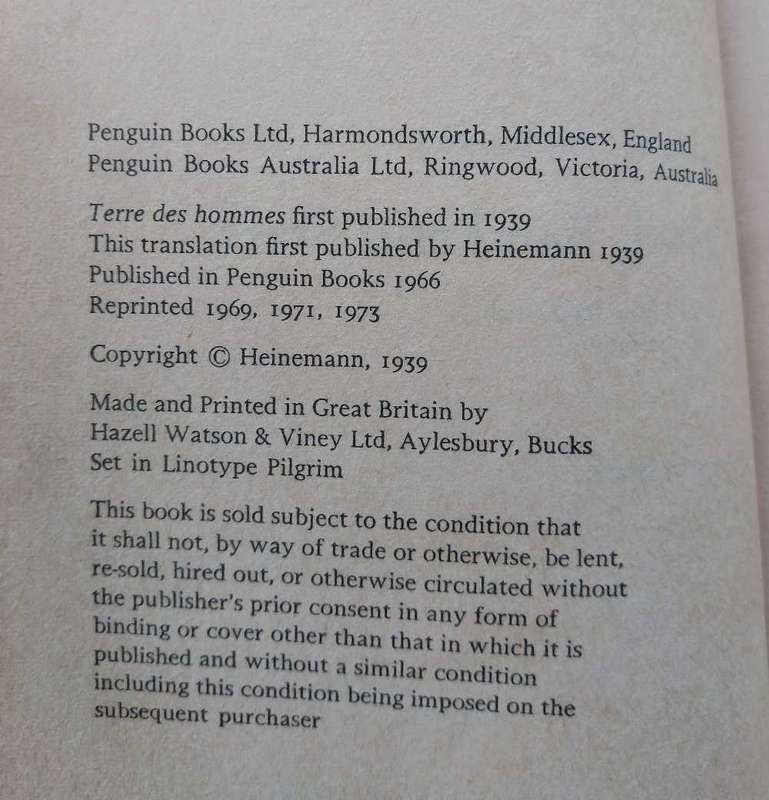 Penguin Books Ltd, Harmondsworth, Middlesex, England
Penguin Books Australia Ltd, Ringwood, Victoria, Australia
Terre des hommes first published in 1939
This translation first published by Heinemann 1939
Published in Penguin Books 1966
Reprinted 1969, 1971, 1973
Copyright © Heinemann, 1939
Made and Printed in Great Britain by
Hazell Watson & Viney Ltd, Aylesbury, Bucks
Set in Linotype Pilgrim
This book is sold subject to the condition that
it shall not, by way of trade or otherwise, be lent,
re-sold, hired out, or otherwise circulated without
the publisher's prior consent in any form of
binding or cover other than that in which it is
published and without a similar condition
including this condition being imposed on the
subsequent purchaser